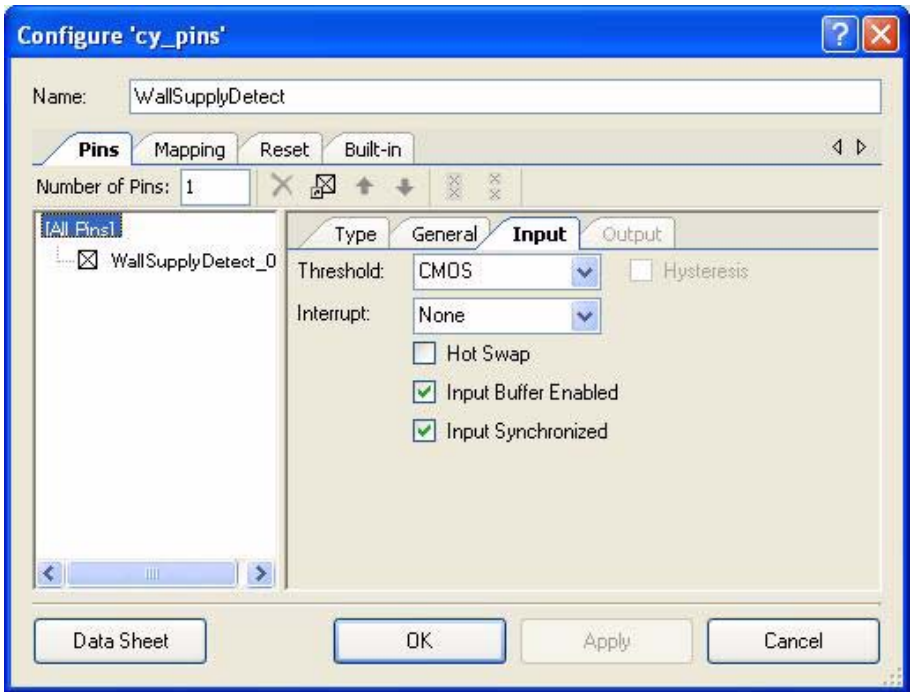 Configure 'cy_pins'
Name: WallSupplyDetect
Pins Mapping Reset Built-in
Number of Pins: 1
[All Pins] Type General Input Output
WallSupplyDetect_0 Threshold: CMOS Hysteresis
Interrupt: None
Hot Swap
Input Buffer Enabled
Input Synchronized
Data Sheet OK Apply Cancel